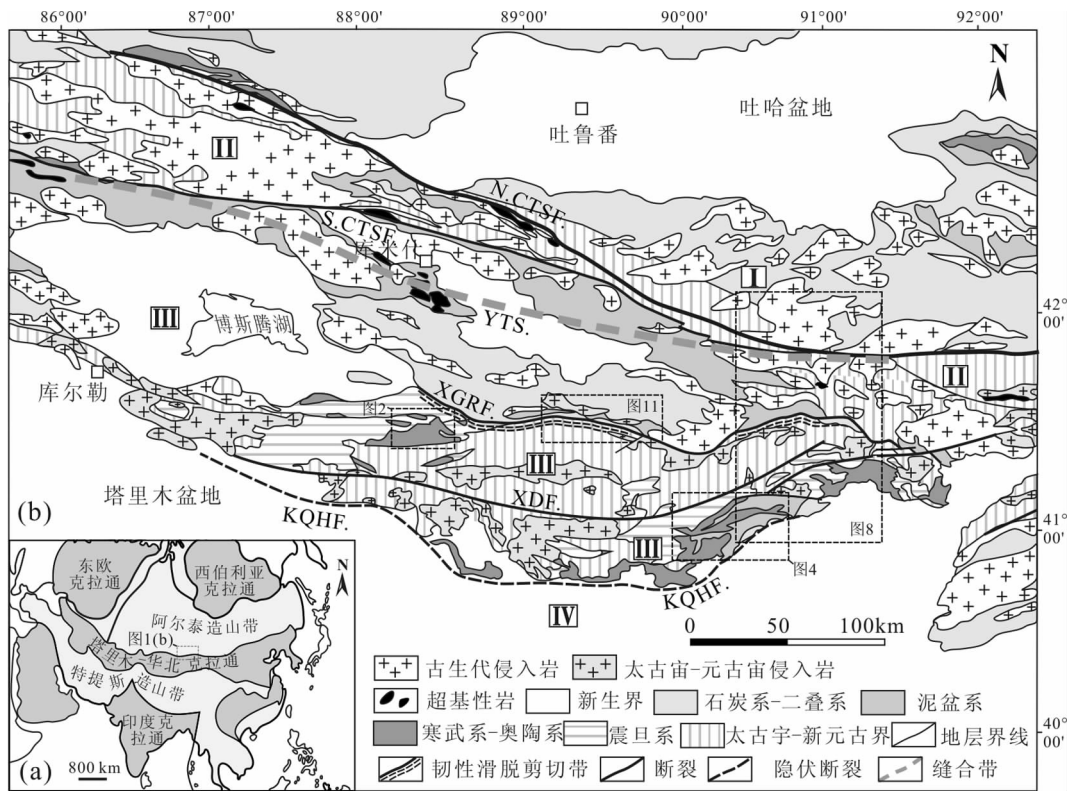 86°00' 87°00' 88°00' 89°00' 90°00' 91°00' 92°00'
N
吐哈盆地
吐鲁番
II
N.CTSF.
S.CTSF.
I
42°
00'
III
博斯腾湖
YTS.
II
库尔勒
XGRF.
图2
图11
III
塔里木盆地
XDF.
(b)
KQHF.
图8
41°
00'
III
图4
KQHF.
IV
0 50 100km
东欧
克拉通
西伯利亚
克拉通
N
阿尔泰造山带
图1(b)
塔里木-华北克拉通
特提斯造山带
印度克
拉通
(a)
800 km
古生代侵入岩 太古宙-元古宙侵入岩
超基性岩 新生界 石炭系-二叠系 泥盆系
40°
00'
寒武系-奥陶系 震旦系 太古宇-新元古界 地层界线
韧性滑脱剪切带 断裂 隐伏断裂 缝合带